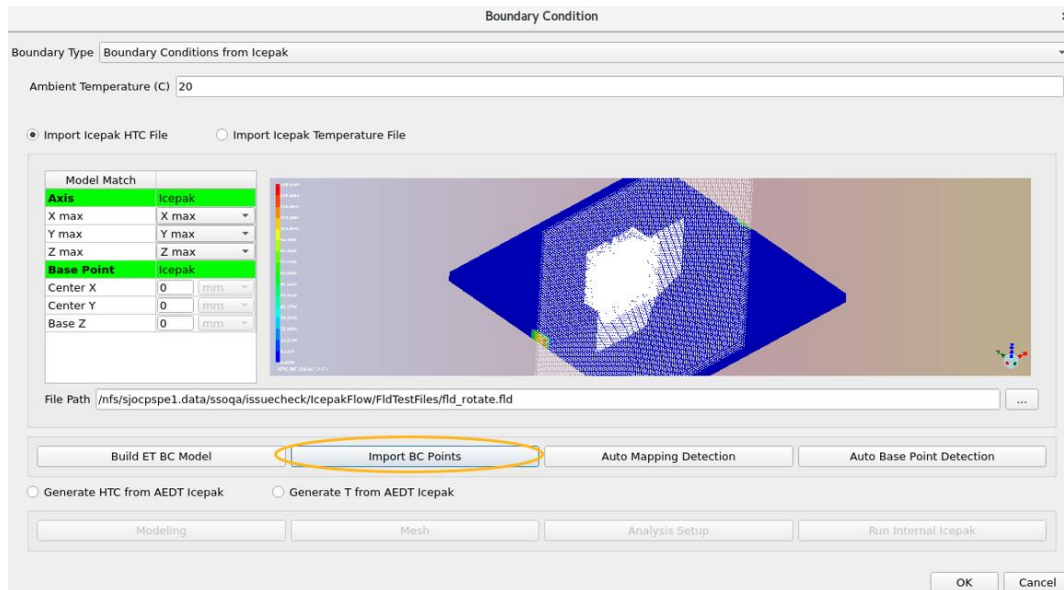 Boundary Condition
Boundary Type Boundary Conditions from Icepak
Ambient Temperature (C) 20
Import Icepak HTC File Import Icepak Temperature File
Model Match
Axis Icepak
X max X max
Y max Y max
Z max Z max
Base Point Icepak
Center X 0 mm
Center Y 0 mm
Base Z 0 mm
File Path /nfs/sjocpspe1.data/ssoqa/issuecheck/IcepakFlow/FldTestFiles/fld_rotate.fld ...
Build ET BC Model Import BC Points Auto Mapping Detection Auto Base Point Detection
Generate HTC from AEDT Icepak Generate T from AEDT Icepak
Modeling Mesh Analysis Setup Run Internal Icepak
OK Cancel